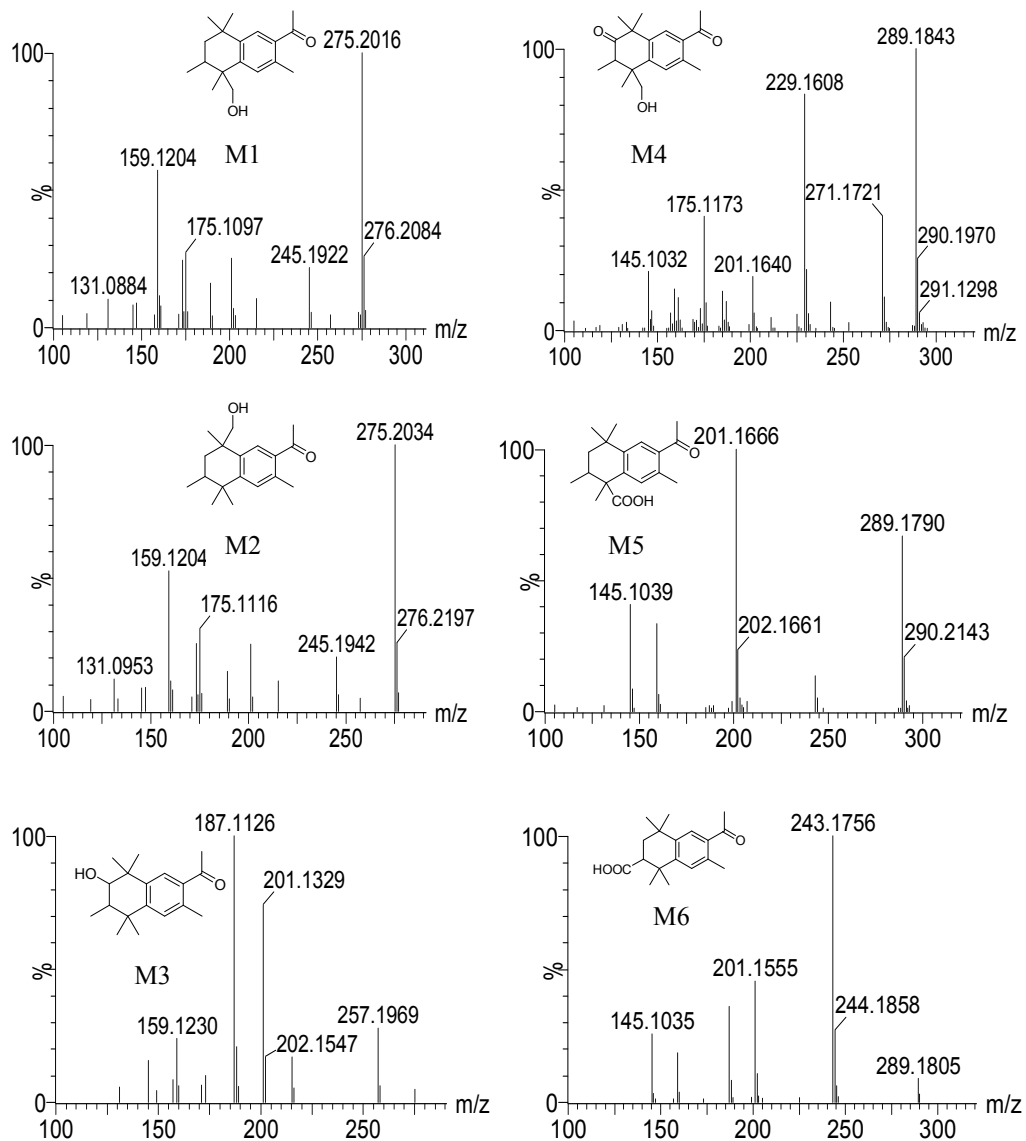 O
OH
M1
%
100
0
275.2016
159.1204
175.1097
276.2084
245.1922
131.0884
100 150 200 250 m/z
O
O
OH
M4
%
100
0
289.1843
229.1608
271.1721
175.1173
290.1970
145.1032
201.1640
291.1298
100 150 200 250 300 m/z
OH
O
M2
%
100
0
275.2034
159.1204
175.1116
276.2197
245.1942
131.0953
100 150 200 250 m/z
O
COOH
M5
%
100
0
201.1666
289.1790
145.1039
202.1661
290.2143
100 150 200 250 300 m/z
HO
O
M3
%
100
0
187.1126
201.1329
257.1969
159.1230
202.1547
100 150 200 250 m/z
O
HOOC
M6
%
100
0
243.1756
201.1555
244.1858
145.1035
289.1805
100 150 200 250 300 m/z